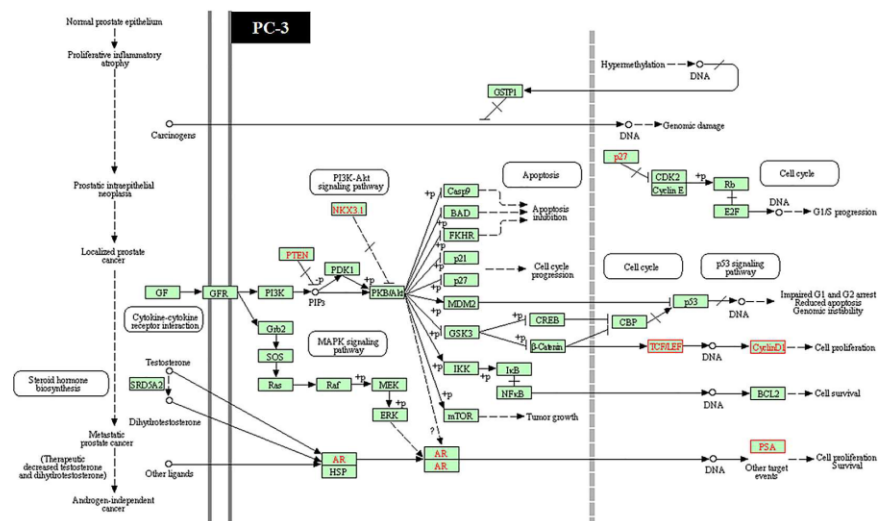 Normal prostate epithelium
Proliferative inflammatory
atrophy
Prostatic intraepithelial
neoplasia
Localized prostate
cancer
Metastatic
prostate cancer
(Therapeutic
decreased testosterone
and dihydrotestosterone)
Androgen-independent
cancer
PC-3
Carcinogens
GSTP1
Hypermethylation
DNA
DNA
Genomic damage
PI3K-Akt
signaling pathway
Apoptosis
NKX3.1
PTEN
-p
PIP3
PDK1
+p
PKB/Akt
GF
GFR
PI3K
Cytokine-cytokine
receptor interaction
Grb2
SOS
Ras
Raf
+p
MEK
+p
ERK
MAPK signaling
pathway
+p
Casp9
+p
BAD
+p
FKHR
+p
p21
+p
p27
+p
MDM2
+p
GSK3
+p
IKK
+p
mTOR
Apoptosis
inhibition
Cell cycle
progression
Tumor growth
CREB
β-Catenin
+p
IκB
NFκB
p27
CDK2
Cyclin E
+p
Rb
E2F
DNA
G1/S progression
Cell cycle
Cell cycle
p53 signaling
pathway
CBP
p53
DNA
Impaired G1 and G2 arrest
Reduced apoptosis
Genomic instability
TCF/LEF
DNA
CyclinD1
Cell proliferation
DNA
BCL2
Cell survival
Steroid hormone
biosynthesis
Testosterone
SRD5A2
Dihydrotestosterone
Other ligands
AR
HSP
?
AR
AR
DNA
PSA
Other target
events
Cell proliferation
Survival